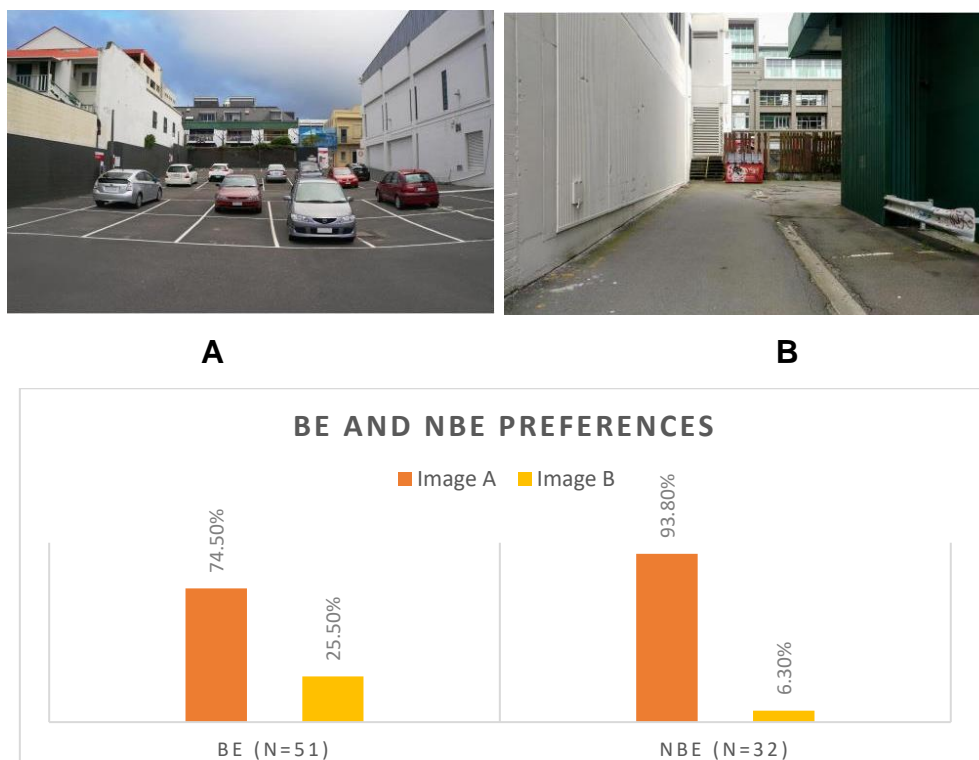 A
B
BE AND NBE PREFERENCES
Image A Image B
74.50%
25.50%
93.80%
6.30%
BE (N=51)
NBE (N=32)